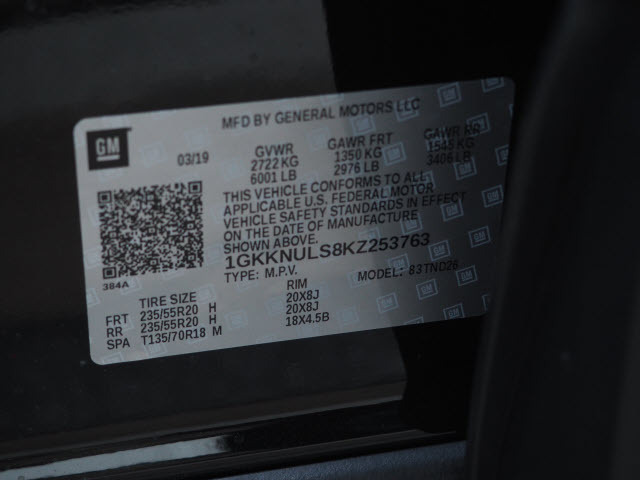 MFD BY GENERAL MOTORS LLC
GM
03/19
GVWR GAWR FRT GAWR RR
2722 KG 1350 KG 1545 KG
6001 LB 2976 LB 3406 LB
THIS VEHICLE CONFORMS TO ALL
APPLICABLE U.S. FEDERAL MOTOR
VEHICLE SAFETY STANDARDS IN EFFECT
ON THE DATE OF MANUFACTURE
SHOWN ABOVE.
1GKKNULS8KZ253763
384A
TYPE: M.P.V. MODEL: 83TND26
TIRE SIZE RIM
FRT 235/55R20 H 20X8J
RR 235/55R20 H 20X8J
SPA T135/70R18 M 18X4.5B